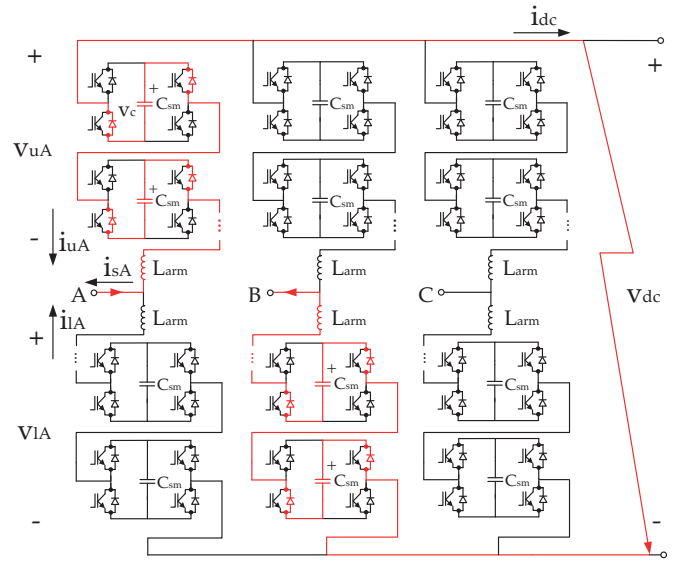 idc
+
+
+
vc
Csm
Csm
Csm
vuA
+
Csm
Csm
Csm
-
iuA
...
...
...
isA
Larm
Larm
Larm
A
B
C
vdc
+
ilA
Larm
Larm
Larm
...
...
...
+
Csm
Csm
Csm
vlA
+
Csm
Csm
Csm
-
-